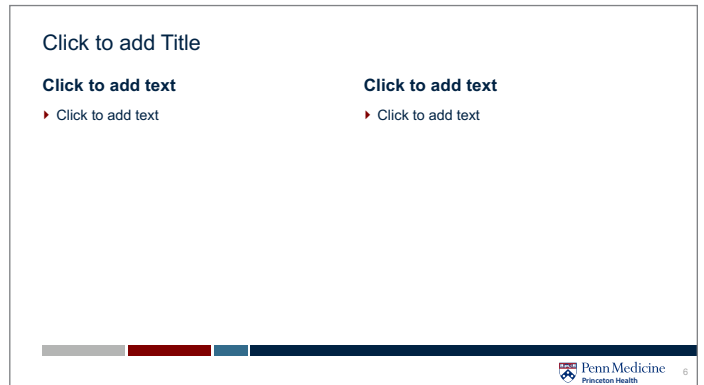 Click to add Title
Click to add text
Click to add text
Click to add text
Click to add text
Penn Medicine
Princeton Health
6